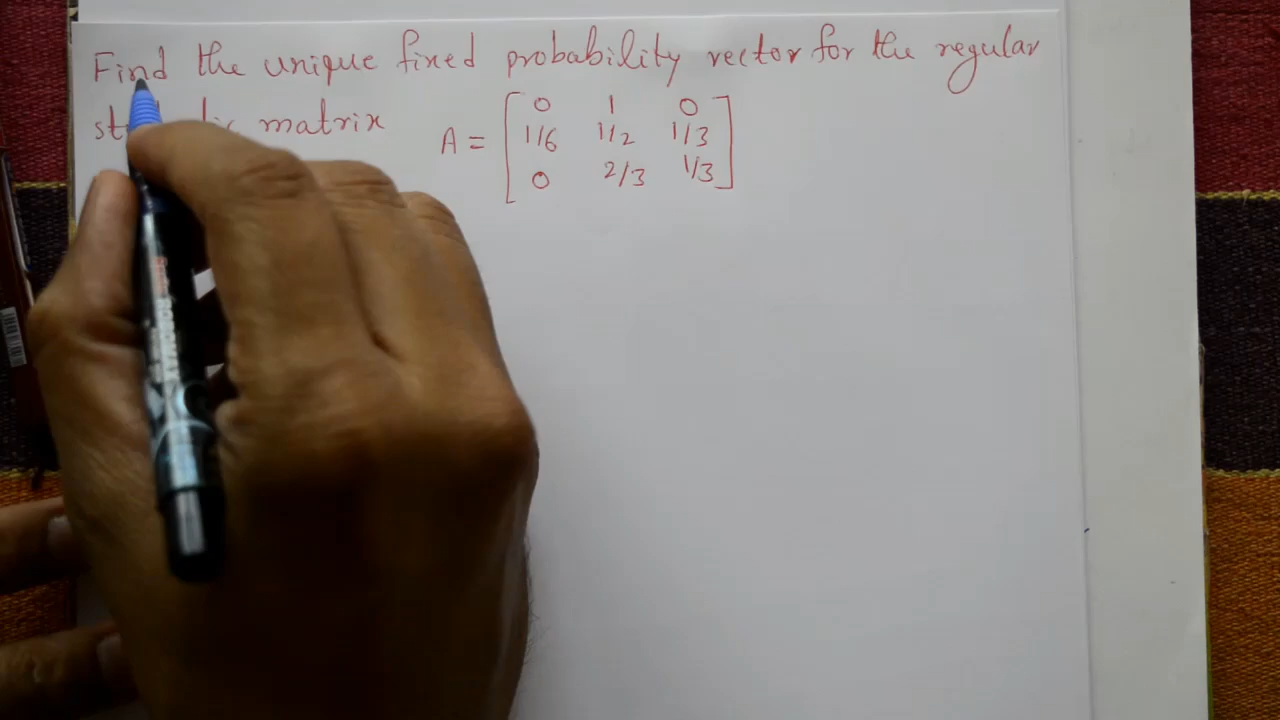 Find the unique fixed probability vector for the regular
matrix A = [ 0 1 0
1/6 1/2 1/3
0 2/3 1/3 ]